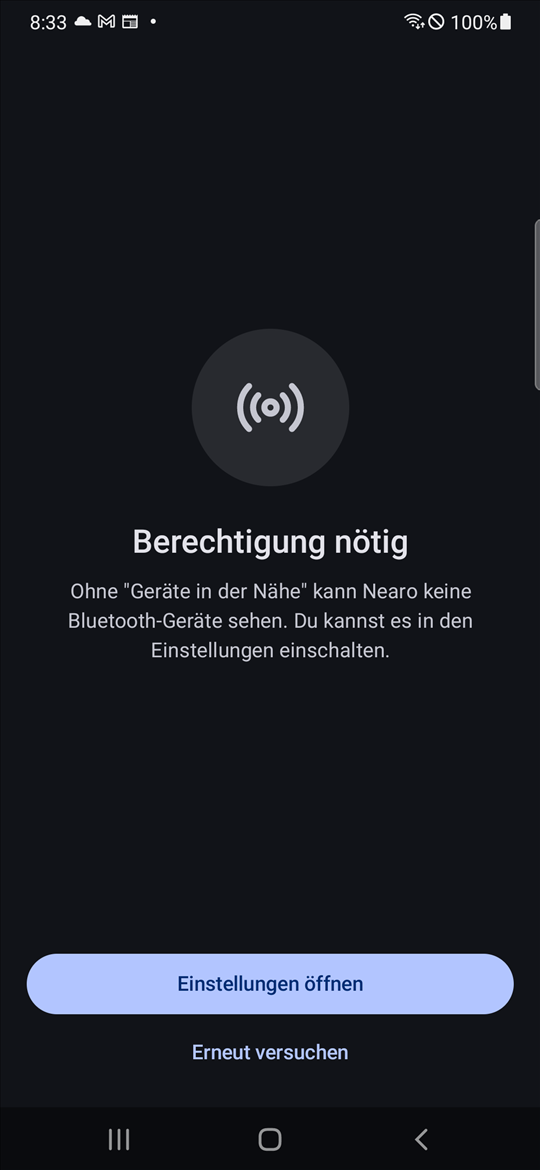 8:33 100%
Berechtigung nötig
Ohne "Geräte in der Nähe" kann Nearo keine
Bluetooth-Geräte sehen. Du kannst es in den
Einstellungen einschalten.
Einstellungen öffnen
Erneut versuchen